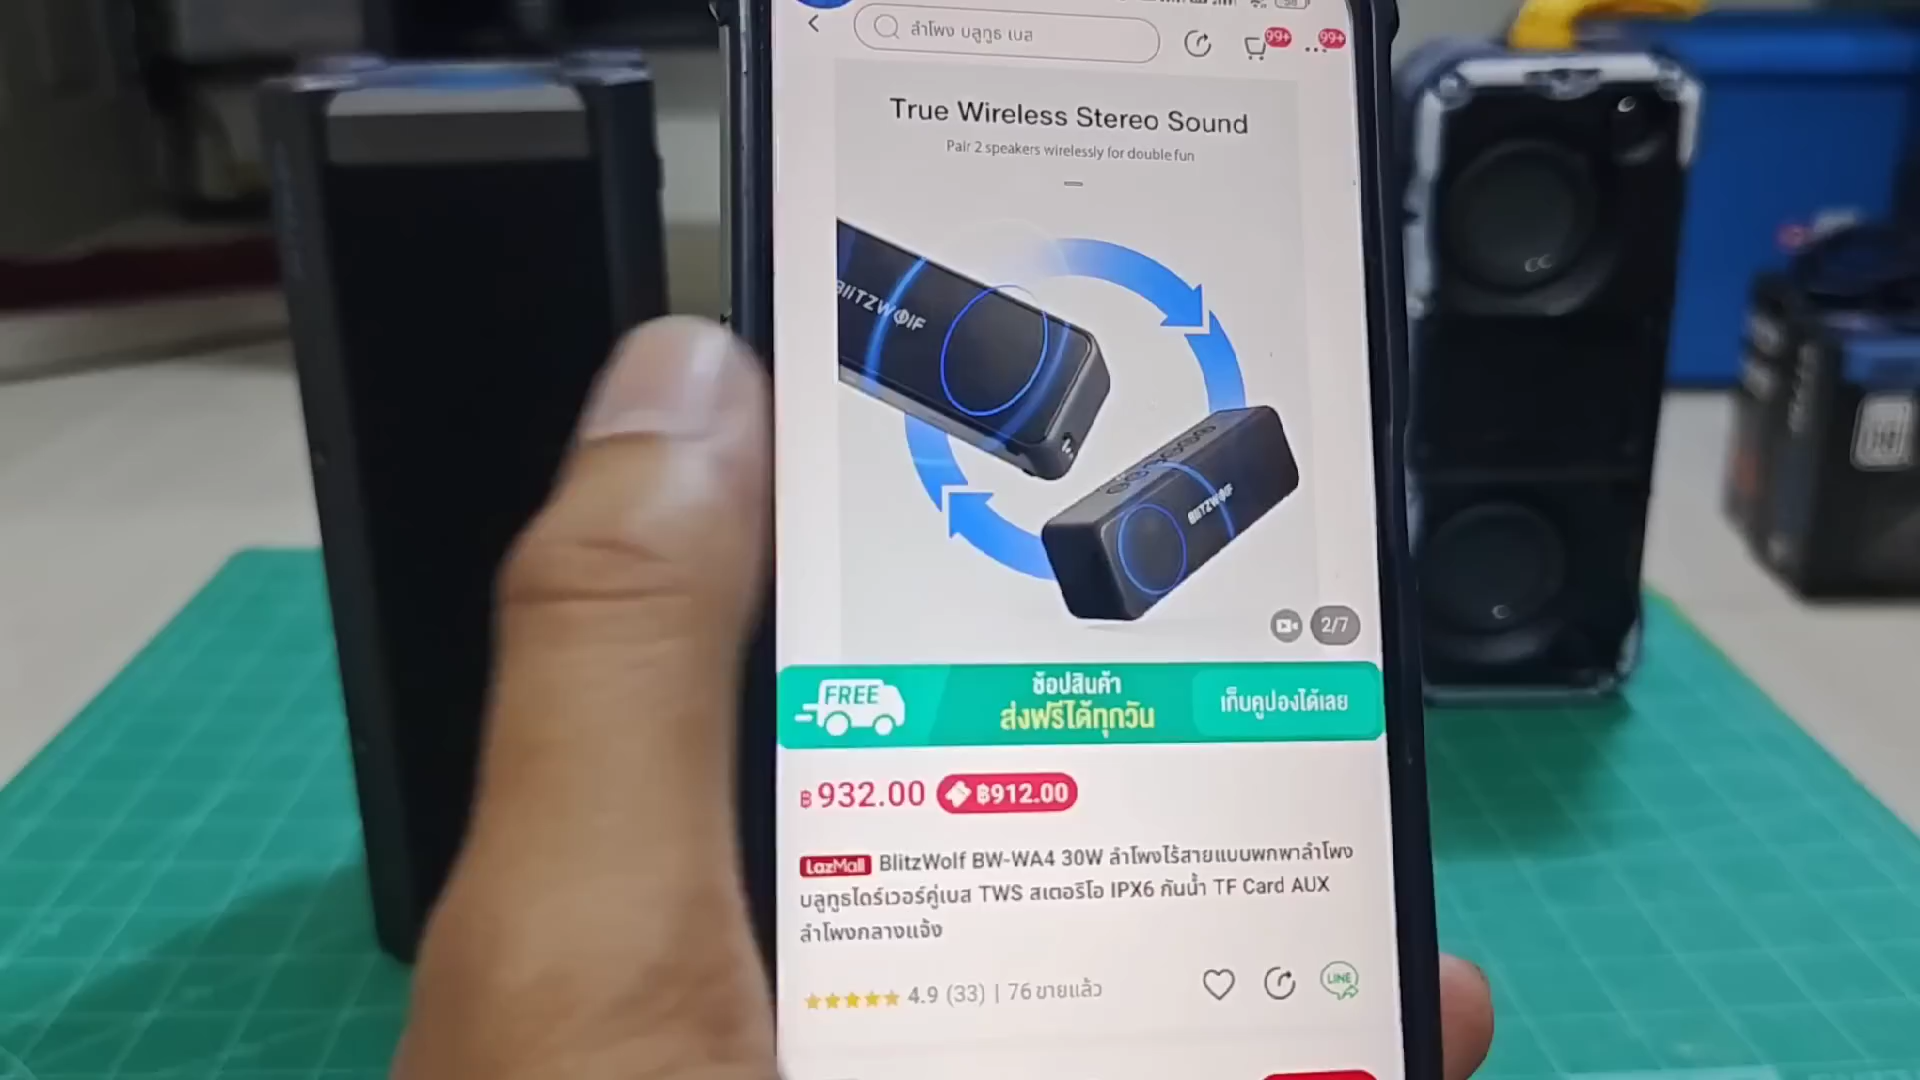 ลำโพง บลูทูธ เบส
99+
99+
True Wireless Stereo Sound
Pair 2 speakers wirelessly for double fun
BLITZWOLF
BLITZWOLF
2/7
FREE
ช้อปสินค้า
ส่งฟรีได้ทุกวัน
เก็บคูปองได้เลย
฿932.00 ฿912.00
LazMall BlitzWolf BW-WA4 30W ลำโพงไร้สายแบบพกพาลำโพง
บลูทูธไดร์เวอร์คู่เบส TWS สเตอริโอ IPX6 กันน้ำ TF Card AUX
ลำโพงกลางแจ้ง
4.9 (33) | 76 ขายแล้ว
LINE